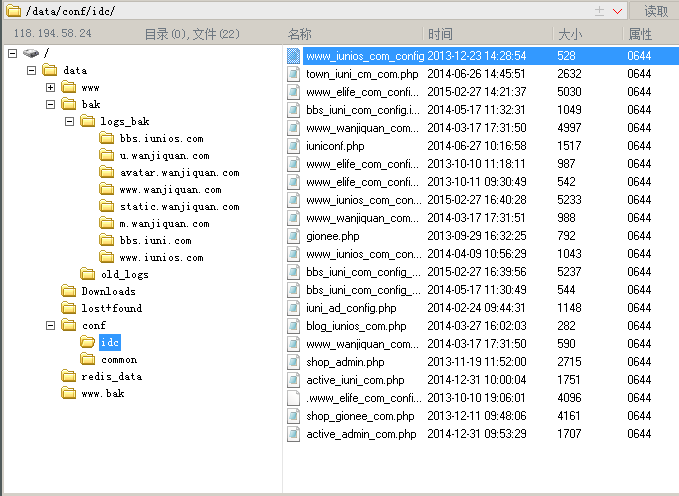 /data/conf/idc/ 读取
118.194.58.24 目录(0),文件(22) 名称 时间 大小 属性
/
data
www
bak
logs_bak
bbs.iunios.com
u.wanjiquan.com
avatar.wanjiquan.com
www.wanjiquan.com
static.wanjiquan.com
m.wanjiquan.com
bbs.iuni.com
www.iunios.com
old_logs
Downloads
lost+found
conf
idc
common
redis_data
www.bak
www_iunios_com_config 2013-12-23 14:28:54 528 0644
town_iuni_cm_com.php 2014-06-26 14:45:51 2632 0644
www_elife_com_config... 2015-02-27 14:21:37 5030 0644
bbs_iuni_com_config.i... 2014-05-17 11:32:31 1049 0644
www_wanjiquan_com... 2014-03-17 17:31:50 4997 0644
iuniconf.php 2014-06-27 10:16:58 1517 0644
www_elife_com_confi... 2013-10-10 11:18:11 987 0644
www_elife_com_confi... 2013-10-11 09:30:49 542 0644
www_iunios_com_con... 2015-02-27 16:40:28 5233 0644
www_wanjiquan_com... 2014-03-17 17:31:51 988 0644
gionee.php 2013-09-29 16:32:25 792 0644
www_iunios_com_con... 2014-04-09 10:56:29 1043 0644
bbs_iuni_com_config_... 2015-02-27 16:39:56 5237 0644
bbs_iuni_com_config_... 2014-05-17 11:30:49 544 0644
iuni_ad_config.php 2014-02-24 09:44:31 1148 0644
blog_iunios_com.php 2014-03-27 16:02:03 282 0644
www_wanjiquan_com... 2014-03-17 17:31:50 590 0644
shop_admin.php 2013-11-19 11:52:00 2715 0644
active_iuni_com.php 2014-12-31 10:00:04 1751 0644
.www_elife_com_confi... 2013-10-10 19:06:01 4096 0644
shop_gionee_com.php 2013-12-11 09:48:06 4161 0644
active_admin_com.php 2014-12-31 09:53:29 1707 0644